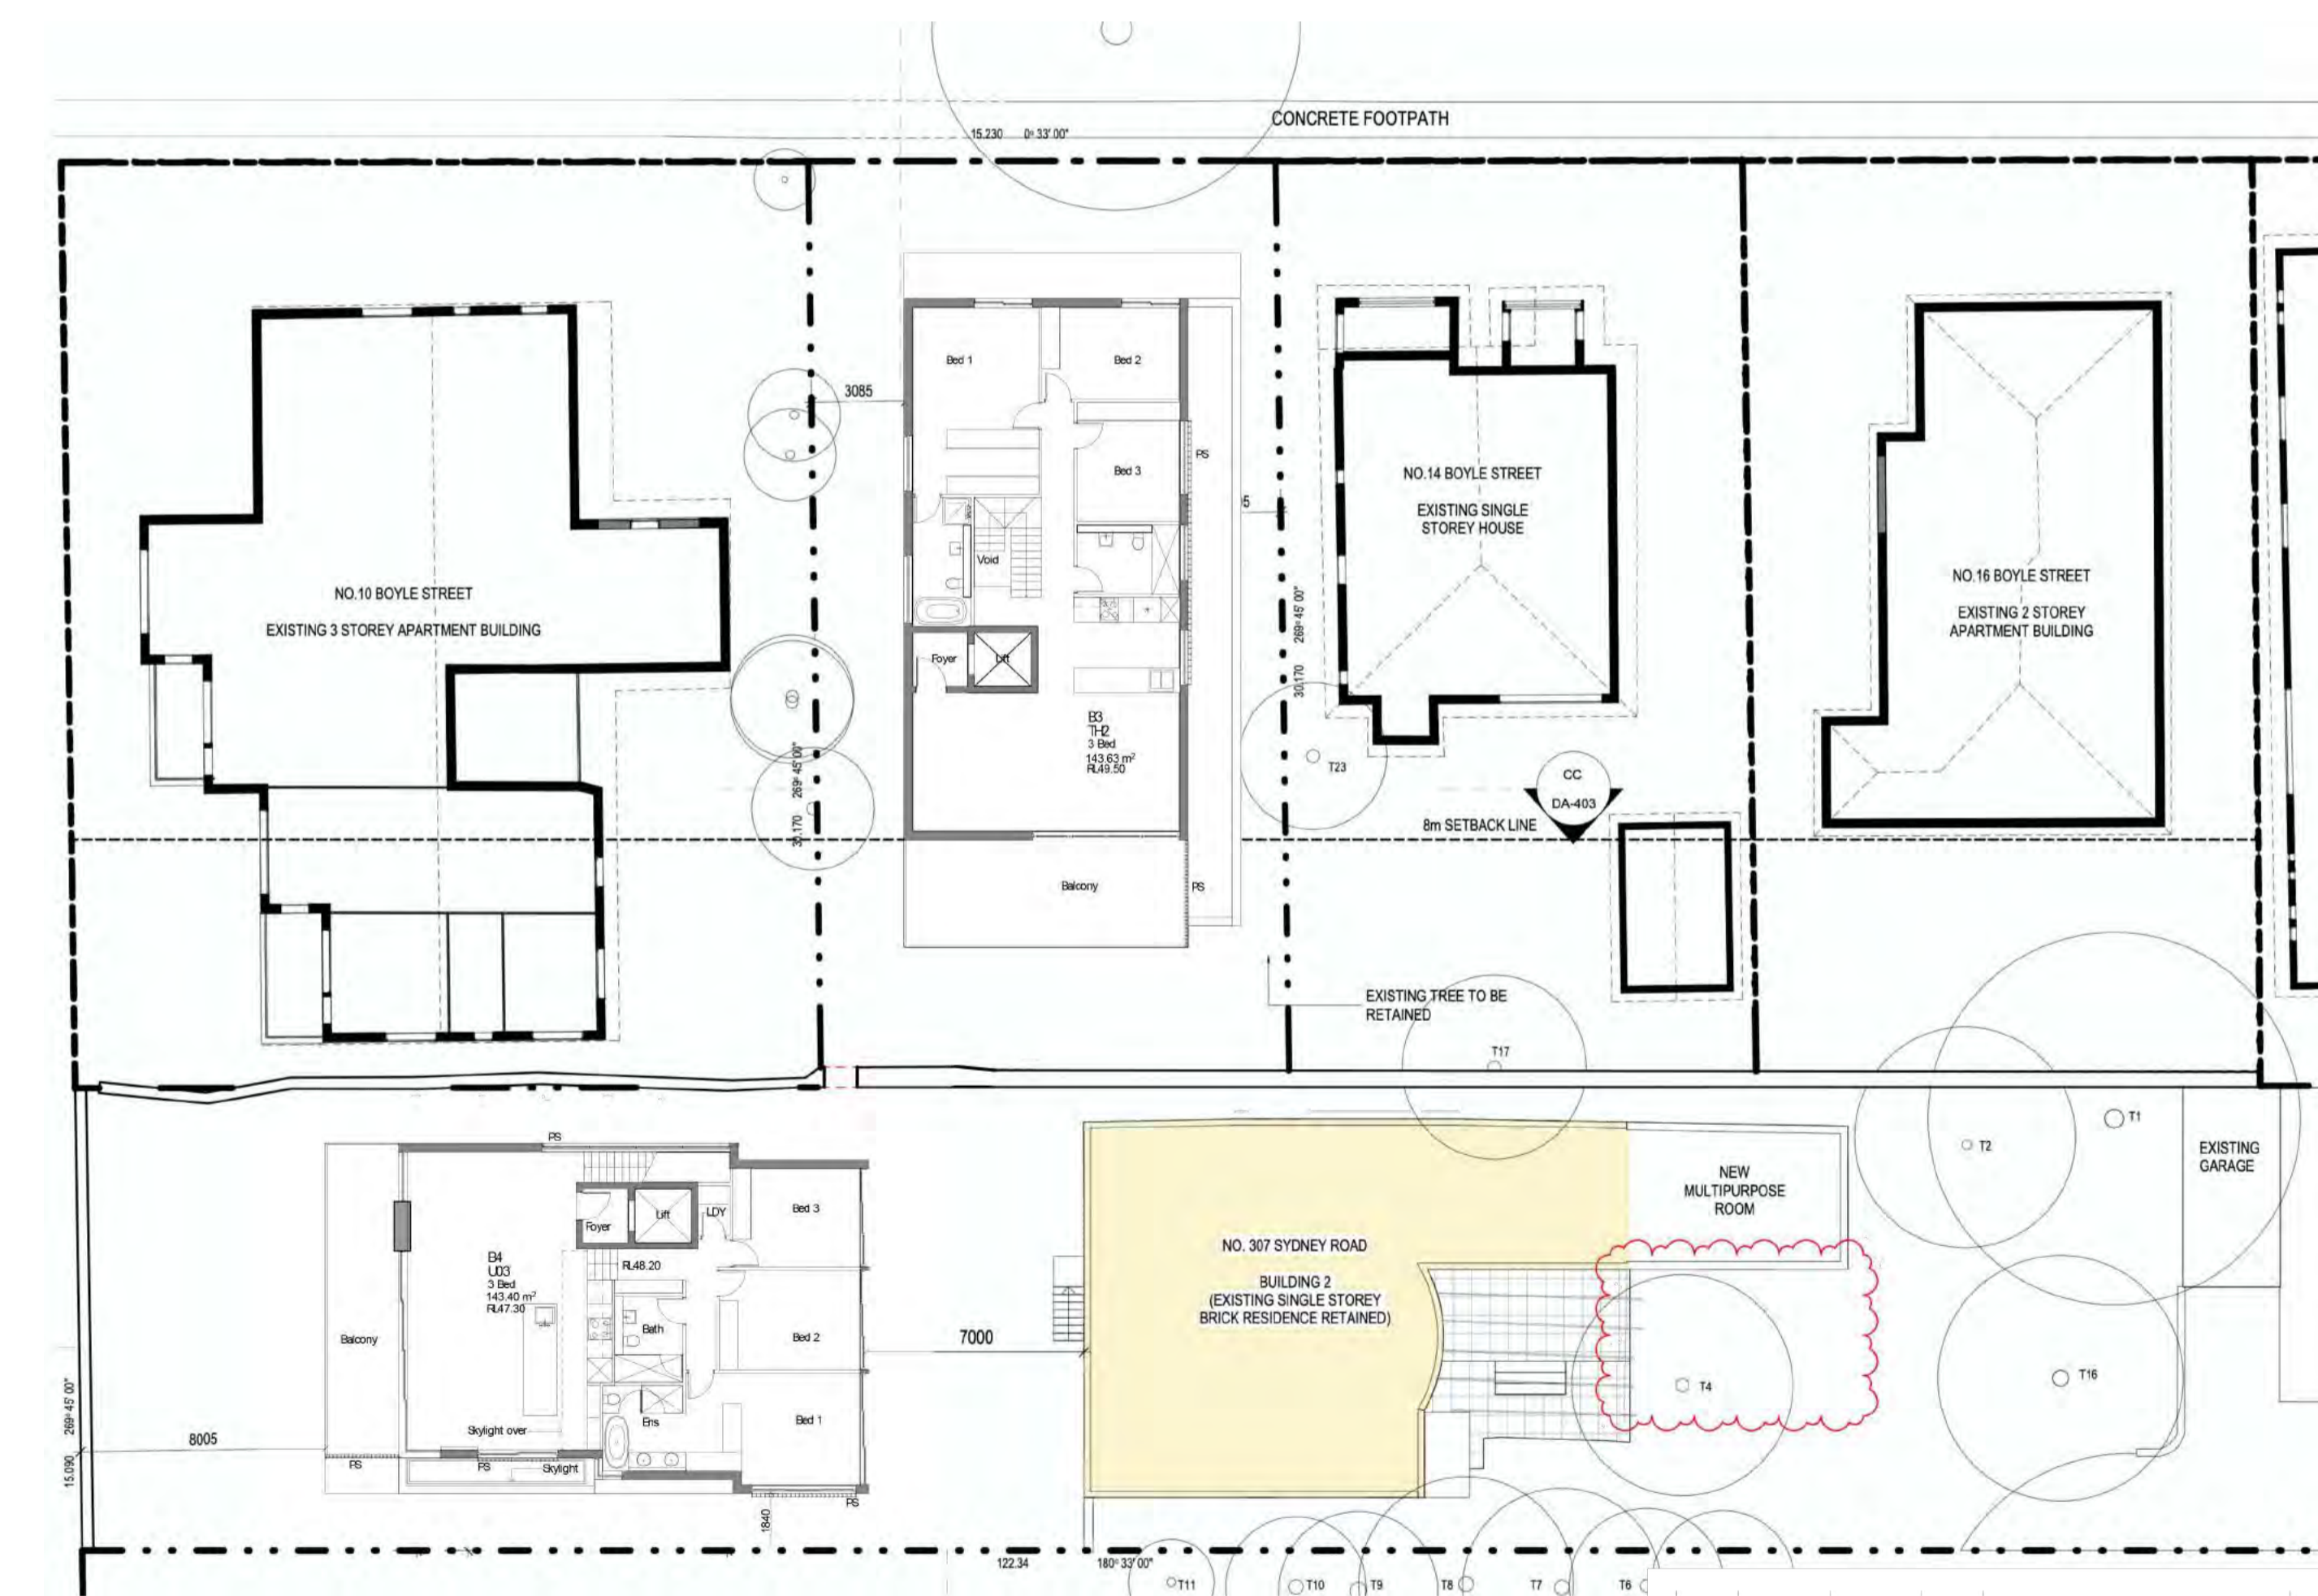 CONCRETE FOOTPATH
15.230 0° 33' 00"
3085
Bed 1
Bed 2
Bed 3
PS
5
Void
Foyer
Lift
B3
TH2
3 Bed
143.63 m²
RL49.50
Balcony
PS
NO.10 BOYLE STREET
EXISTING 3 STOREY APARTMENT BUILDING
30.170 269° 45' 00"
NO.14 BOYLE STREET
EXISTING SINGLE
STOREY HOUSE
30.170 269° 45' 00"
T23
NO.16 BOYLE STREET
EXISTING 2 STOREY
APARTMENT BUILDING
CC
DA-403
8m SETBACK LINE
EXISTING TREE TO BE
RETAINED
T17
T1
T2
EXISTING
GARAGE
PS
Foyer
Lift
LDY
Bed 3
B4
U03
3 Bed
143.40 m²
RL47.30
RL48.20
Balcony
Bath
Bed 2
Ens
Bed 1
Skylight over
PS
PS
Skylight
PS
8005
15.090 269° 45' 00"
1840
7000
NO. 307 SYDNEY ROAD
BUILDING 2
(EXISTING SINGLE STOREY
BRICK RESIDENCE RETAINED)
NEW
MULTIPURPOSE
ROOM
T4
T16
122.34 180° 33' 00"
T11
T10
T9
T8
T7
T6